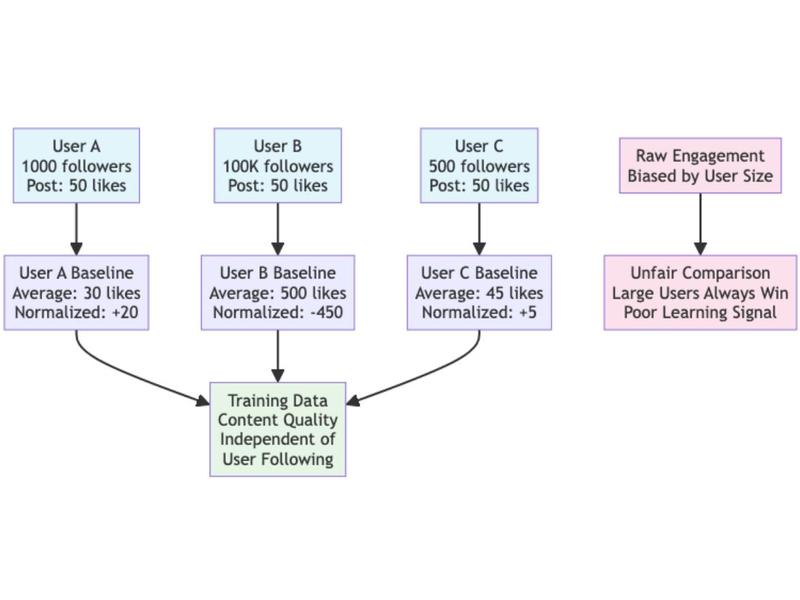 User A
1000 followers
Post: 50 likes
User B
100K followers
Post: 50 likes
User C
500 followers
Post: 50 likes
Raw Engagement
Biased by User Size
User A Baseline
Average: 30 likes
Normalized: +20
User B Baseline
Average: 500 likes
Normalized: -450
User C Baseline
Average: 45 likes
Normalized: +5
Unfair Comparison
Large Users Always Win
Poor Learning Signal
Training Data
Content Quality
Independent of
User Following